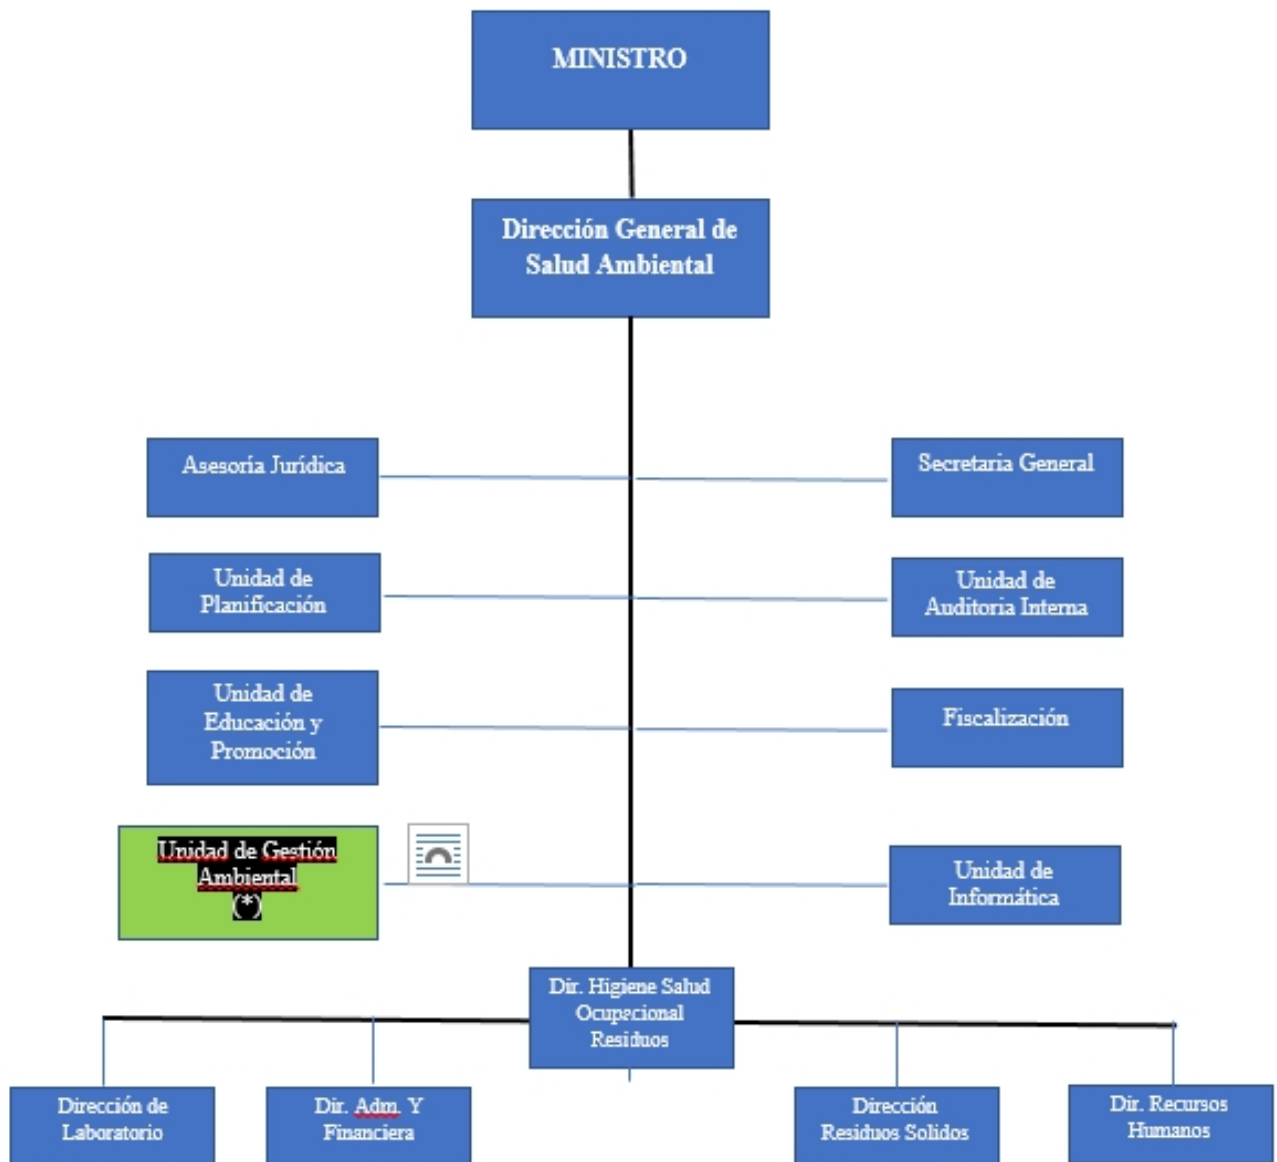 MINISTRO
Dirección General de
Salud Ambiental
Asesoría Jurídica
Secretaria General
Unidad de
Planificación
Unidad de
Auditoria Interna
Unidad de
Educación y
Promoción
Fiscalización
Unidad de Gestión
Ambiental
(*)
Unidad de
Informática
Dir. Higiene Salud
Ocupacional
Residuos
Dirección de
Laboratorio
Dir. Adm. Y
Financiera
Dirección
Residuos Solidos
Dir. Recursos
Humanos